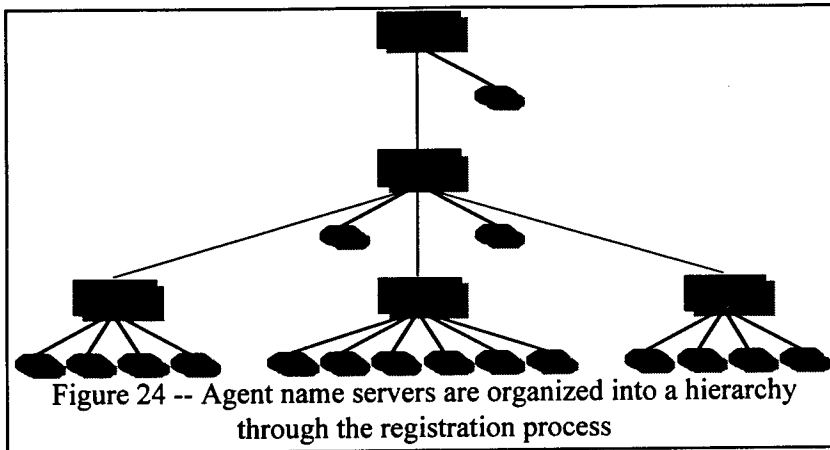 Figure 24 -- Agent name servers are organized into a hierarchy
through the registration process